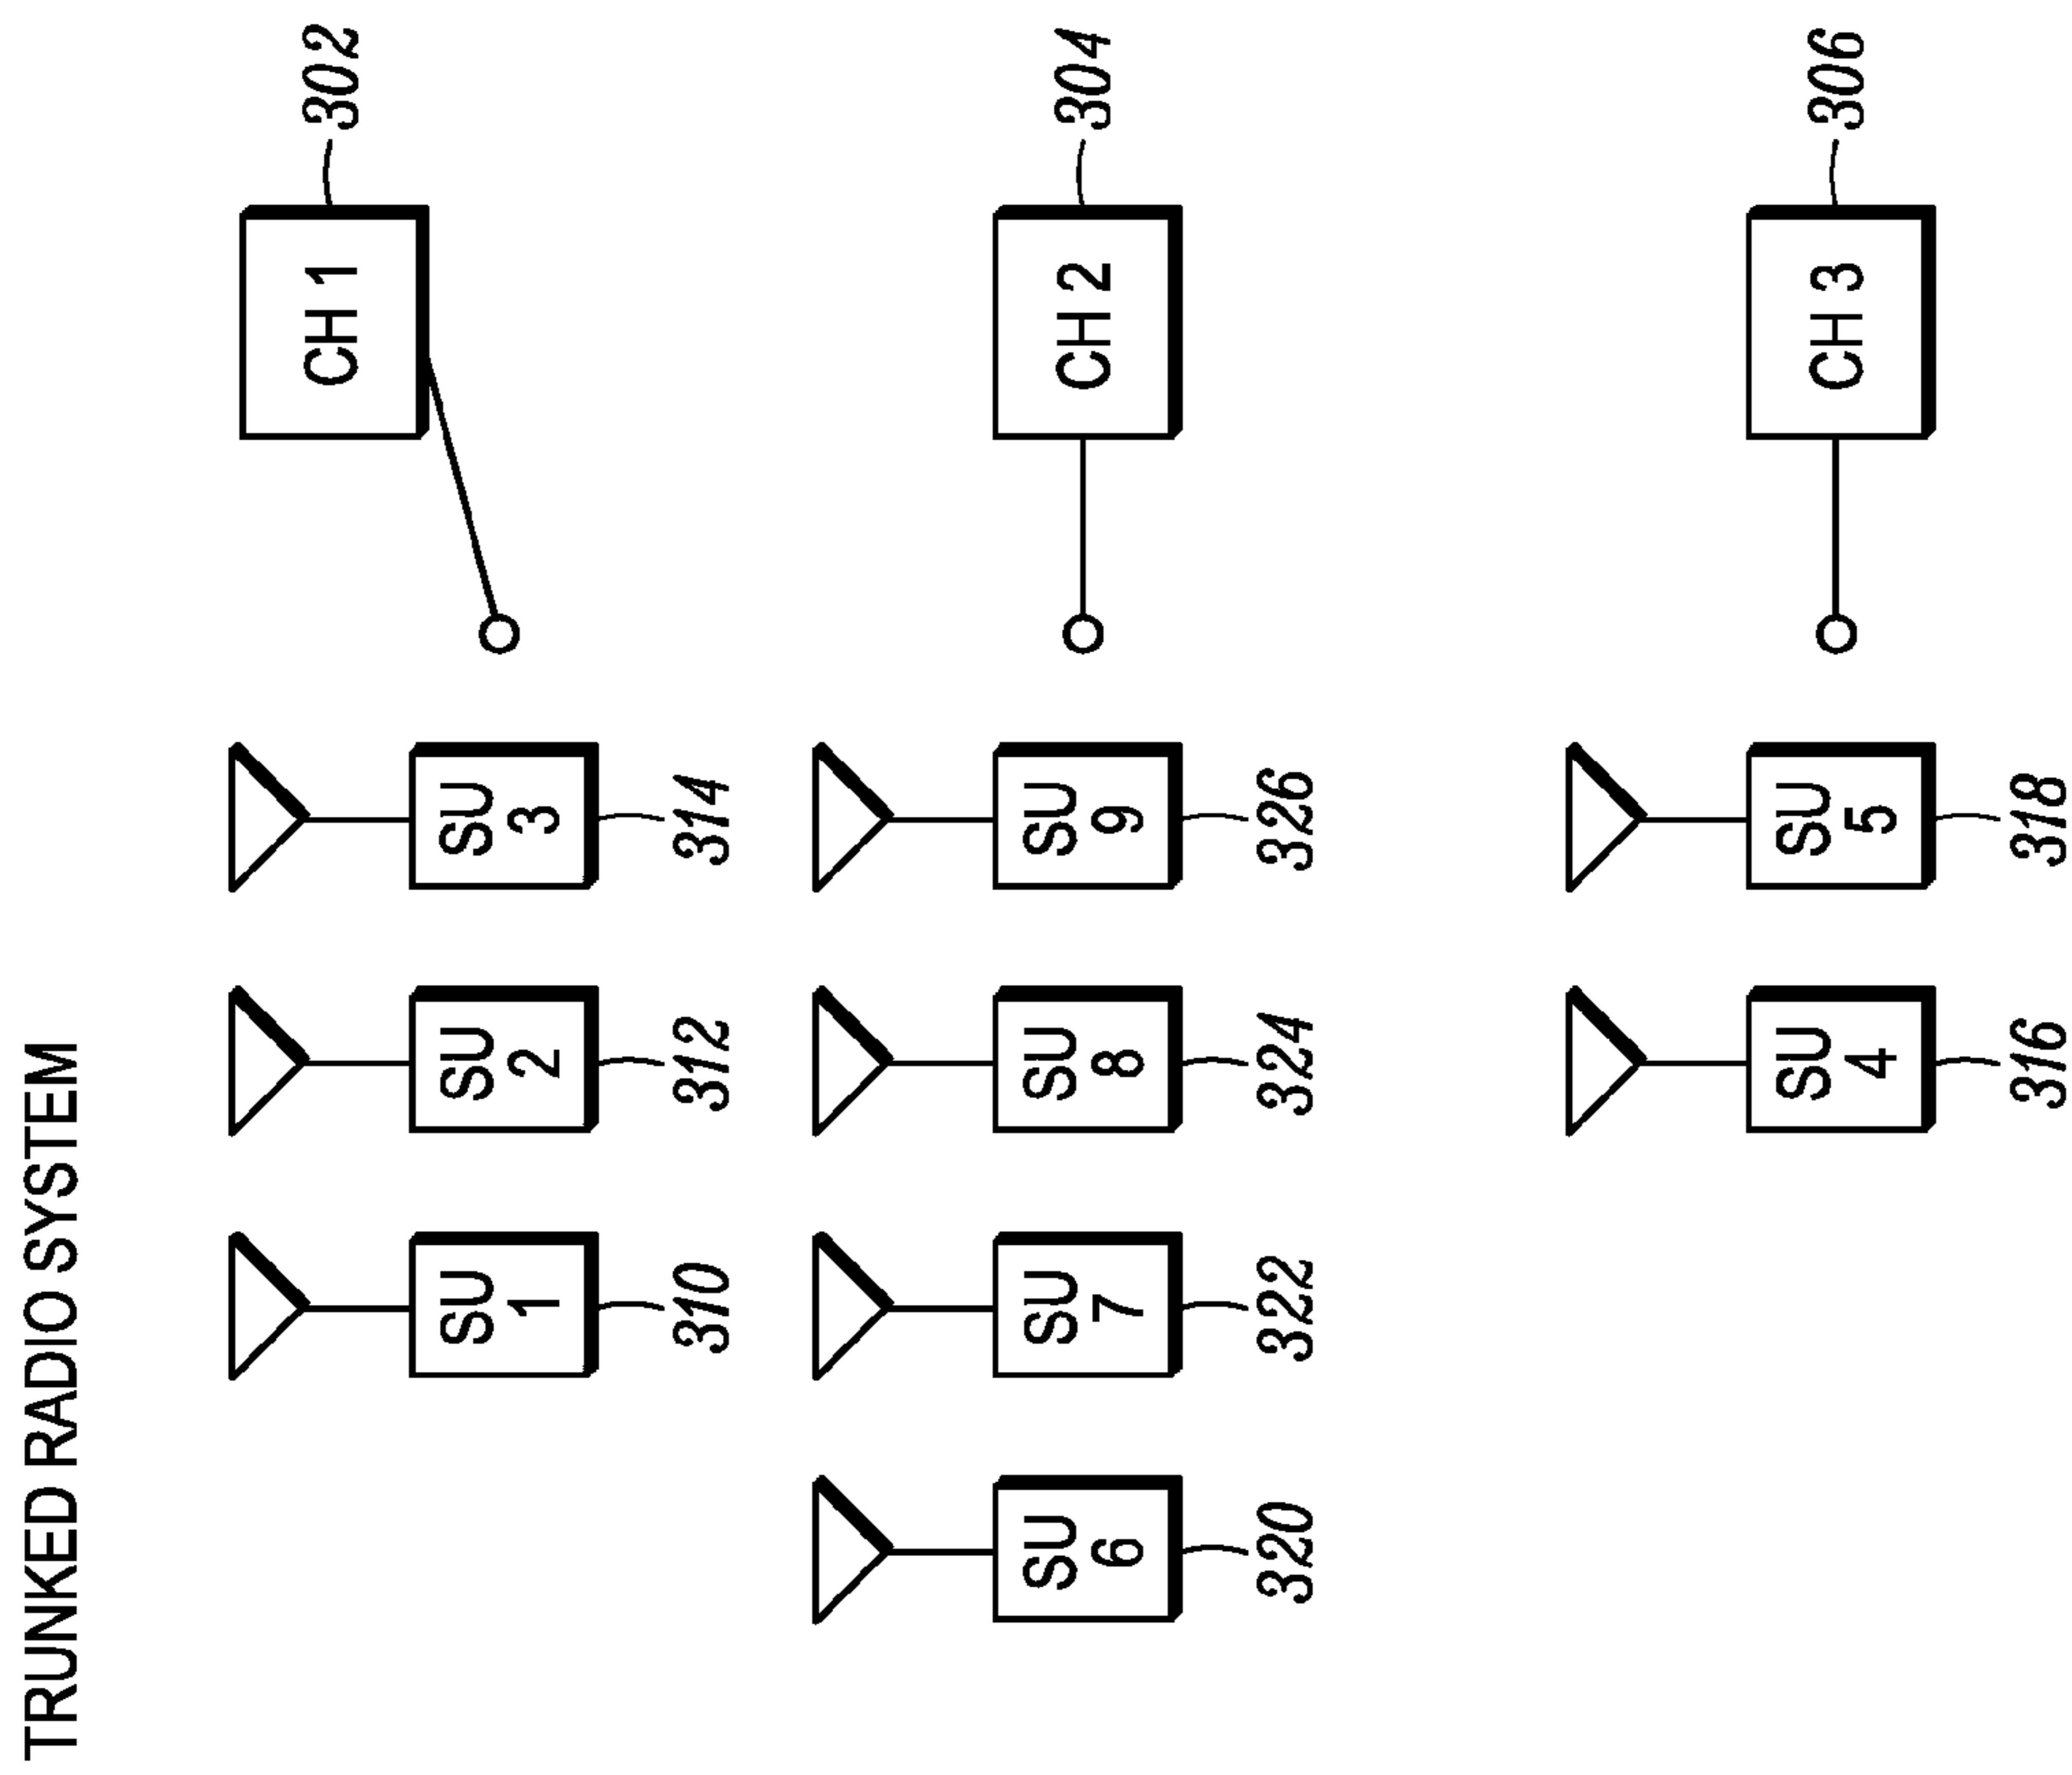 TRUNKED RADIO SYSTEM
SU
1
310
SU
2
312
SU
3
314
CH 1
302
SU
6
320
SU
7
322
SU
8
324
SU
9
326
CH 2
304
SU
4
316
SU
5
318
CH 3
306